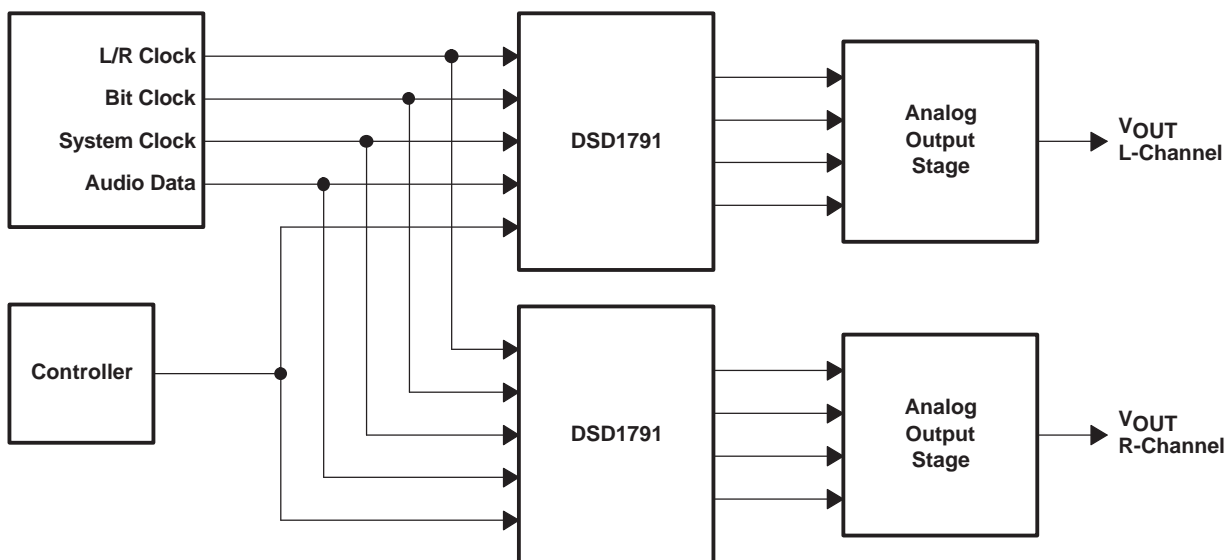 L/R Clock
Bit Clock
System Clock
Audio Data
DSD1791
Analog
Output
Stage
VOUT
L-Channel
Controller
DSD1791
Analog
Output
Stage
VOUT
R-Channel